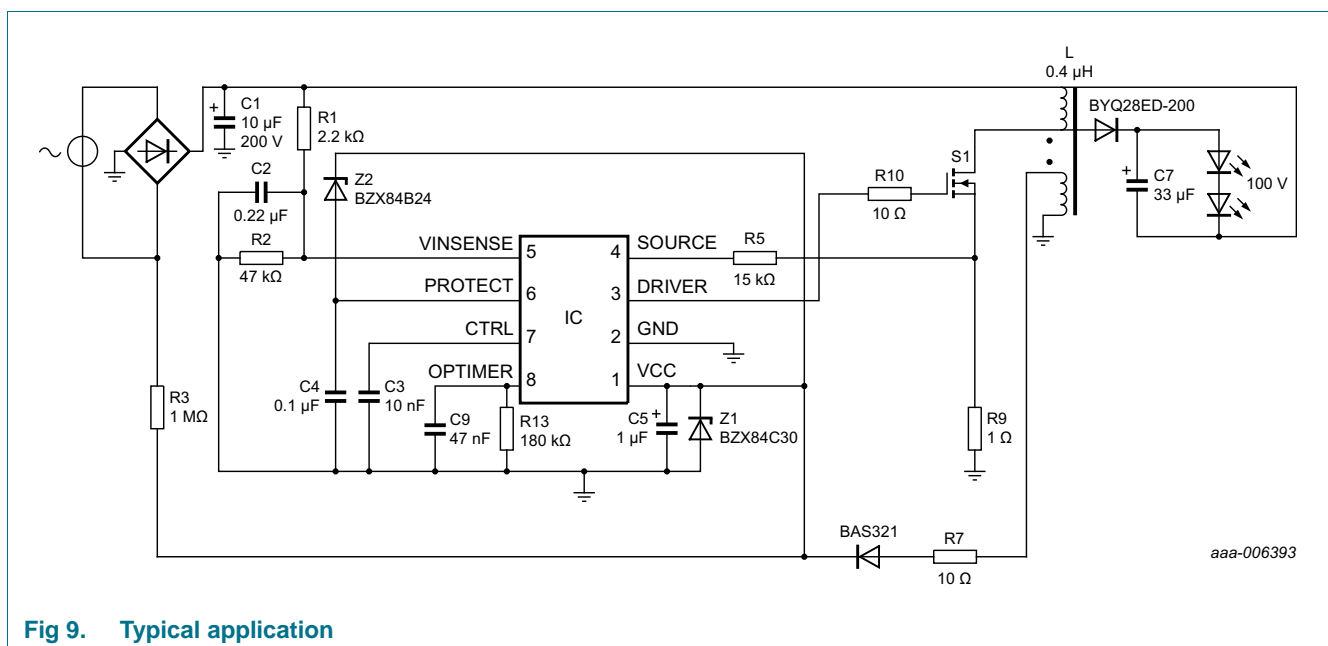 L
0.4 µH
C1
10 µF
200 V
R1
2.2 kΩ
BYQ28ED-200
C2
0.22 µF
Z2
BZX84B24
S1
R10
10 Ω
C7
33 µF
100 V
R2
47 kΩ
VINSENSE
5
4
SOURCE
R5
15 kΩ
PROTECT
6
3
DRIVER
IC
CTRL
7
2
GND
OPTIMER
8
1
VCC
R3
1 MΩ
C4
0.1 µF
C3
10 nF
C9
47 nF
R13
180 kΩ
C5
1 µF
Z1
BZX84C30
R9
1 Ω
BAS321
R7
10 Ω
aaa-006393
Fig 9. Typical application